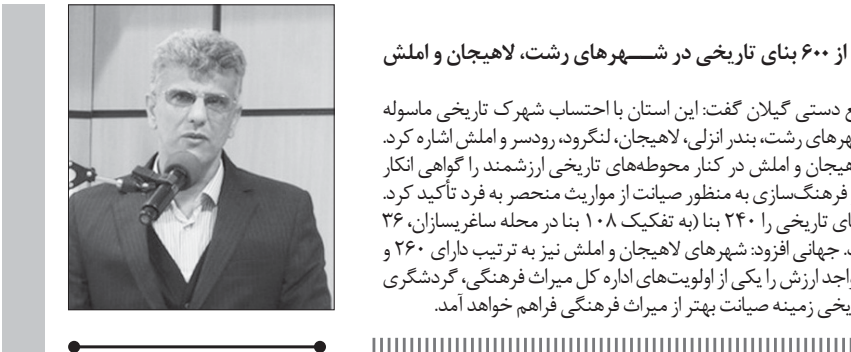 از ۶۰۰ بنای تاریخی در شـــهرهای رشت، لاهیجان و املش
ع دستی گیلان گفت: این استان با احتساب شهرک تاریخی ماسوله
هرهای رشت، بندر انزلی، لاهیجان، لنگرود، رودسر و املش اشاره کرد.
هیجان و املش در کنار محوطه‌های تاریخی ارزشمند را گواهی انکار
فرهنگ‌سازی به منظور صیانت از مواریث منحصر به فرد تأکید کرد.
ای تاریخی را ۲۴۰ بنا (به تفکیک ۱۰۸ بنا در محله ساغریسازان، ۳۶
جهانی افزود: شهرهای لاهیجان و املش نیز به ترتیب دارای ۲۶۰ و
واجد ارزش را یکی از اولویت‌های اداره کل میراث فرهنگی، گردشگری
یخی زمینه صیانت بهتر از میراث فرهنگی فراهم خواهد آمد.